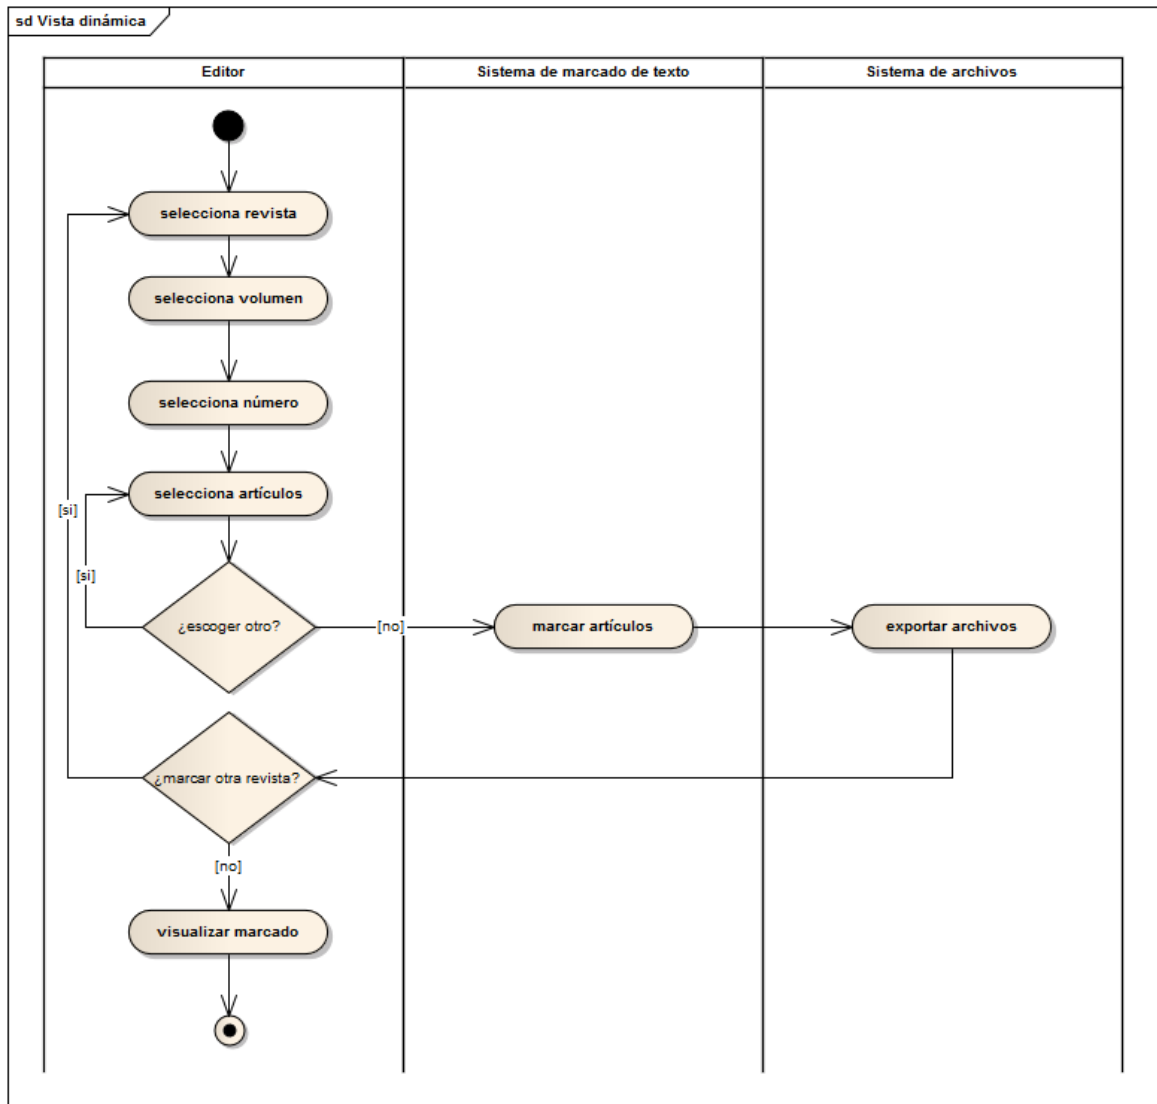 sd Vista dinámica
Editor
Sistema de marcado de texto
Sistema de archivos
selecciona revista
selecciona volumen
selecciona número
selecciona artículos
[si]
[si]
¿escoger otro?
[no]
marcar artículos
exportar archivos
¿marcar otra revista?
[no]
visualizar marcado